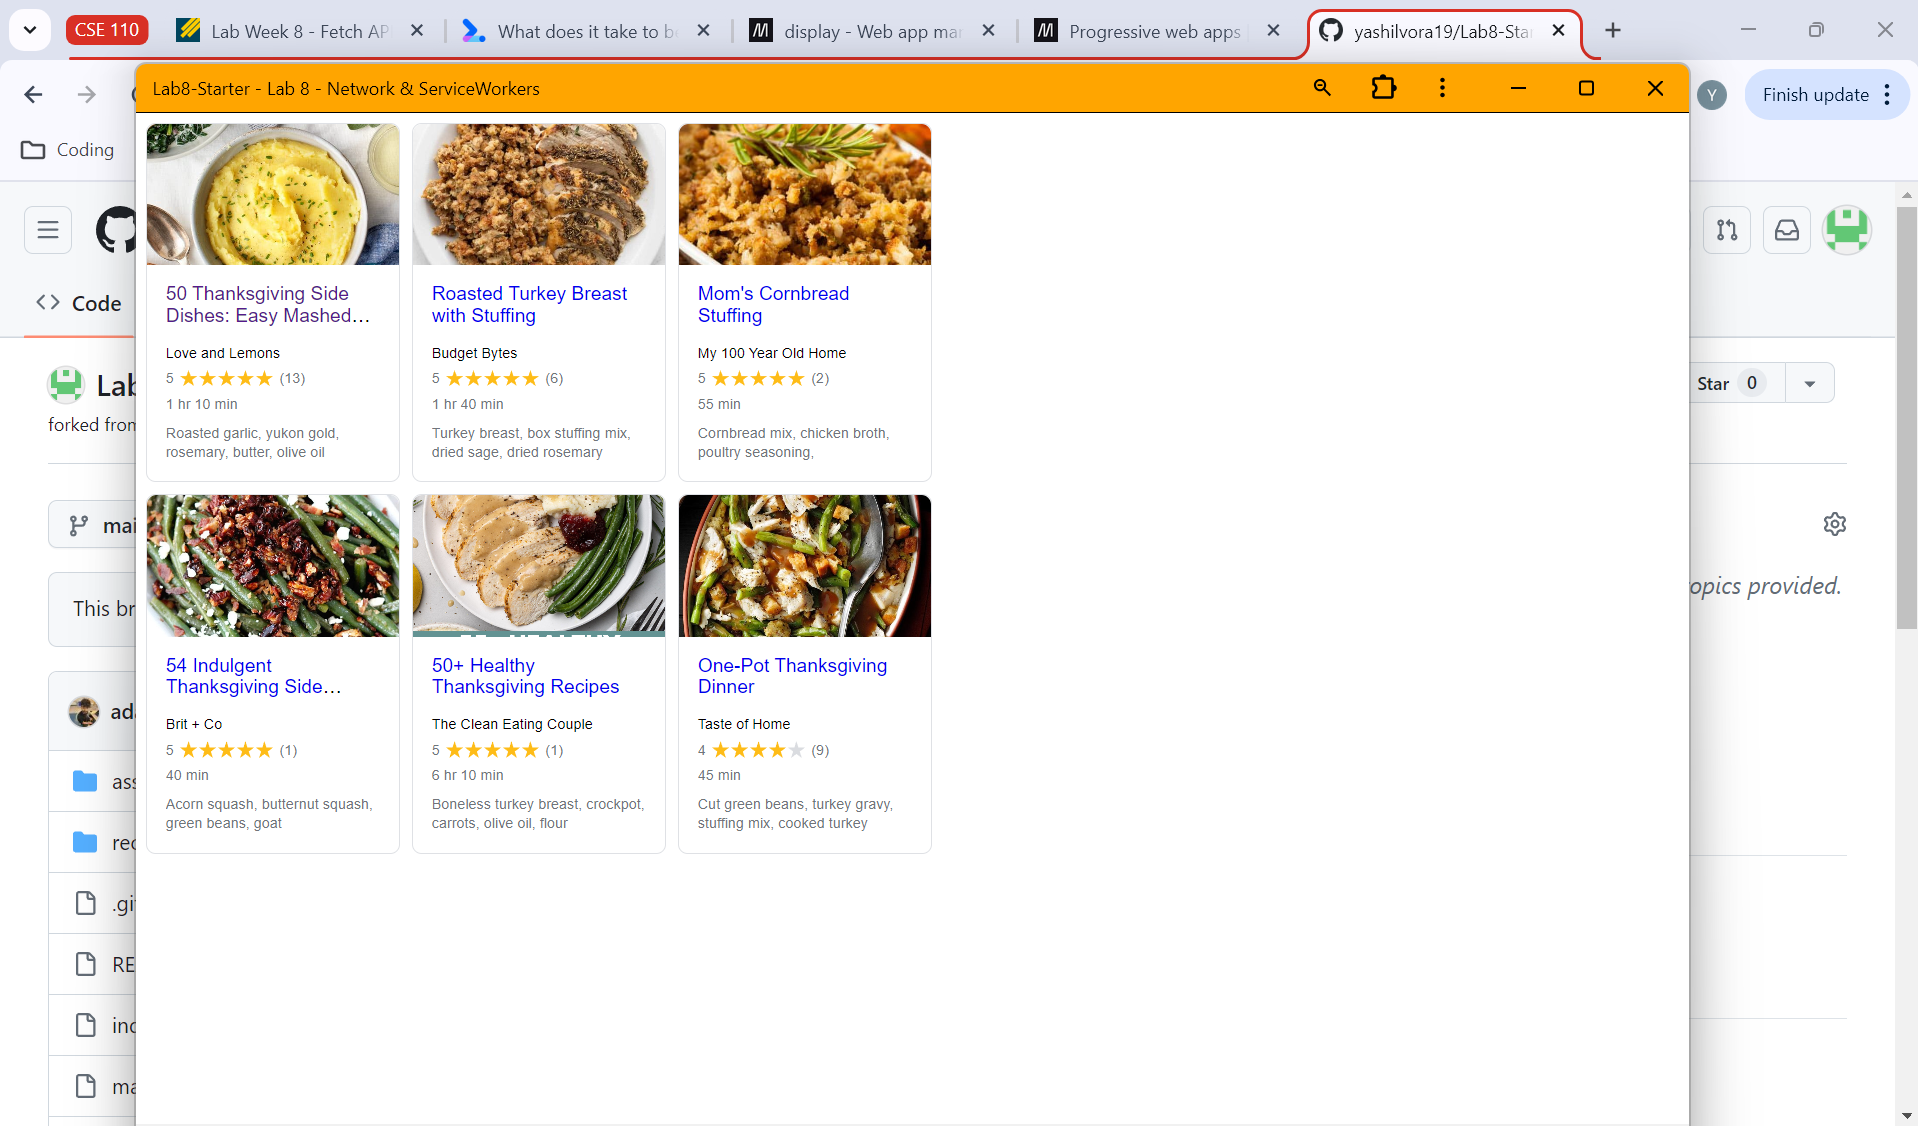 CSE 110
Lab Week 8 - Fetch AP
What does it take to b
display - Web app ma
Progressive web apps
yashilvora19/Lab8-Sta
Lab8-Starter - Lab 8 - Network & ServiceWorkers
Y
Finish update
Coding
Code
Lab
forked from
Star 0
mai
opics provided.
This br
ada
ass
rec
.git
RE
ind
ma
50 Thanksgiving Side
Dishes: Easy Mashed...
Love and Lemons
5 (13)
1 hr 10 min
Roasted garlic, yukon gold,
rosemary, butter, olive oil
Roasted Turkey Breast
with Stuffing
Budget Bytes
5 (6)
1 hr 40 min
Turkey breast, box stuffing mix,
dried sage, dried rosemary
Mom's Cornbread
Stuffing
My 100 Year Old Home
5 (2)
55 min
Cornbread mix, chicken broth,
poultry seasoning,
54 Indulgent
Thanksgiving Side...
Brit + Co
5 (1)
40 min
Acorn squash, butternut squash,
green beans, goat
50+ Healthy
Thanksgiving Recipes
The Clean Eating Couple
5 (1)
6 hr 10 min
Boneless turkey breast, crockpot,
carrots, olive oil, flour
One-Pot Thanksgiving
Dinner
Taste of Home
4 (9)
45 min
Cut green beans, turkey gravy,
stuffing mix, cooked turkey